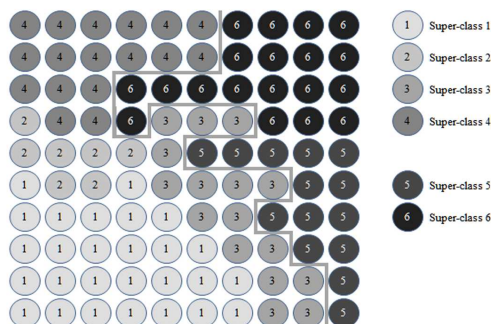 4 4 4 4 4 4 6 6 6 6 1 Super-class 1
4 4 4 4 4 4 6 6 6 6 2 Super-class 2
4 4 4 6 6 6 6 6 6 6 3 Super-class 3
2 4 4 6 3 3 3 6 6 6 4 Super-class 4
2 2 2 2 3 5 5 5 5 5 5 Super-class 5
1 2 2 1 3 3 3 3 5 5 6 Super-class 6
1 1 1 1 1 3 3 5 5 5
1 1 1 1 1 1 3 3 5 5
1 1 1 1 1 1 1 3 3 5
1 1 1 1 1 1 1 3 3 5